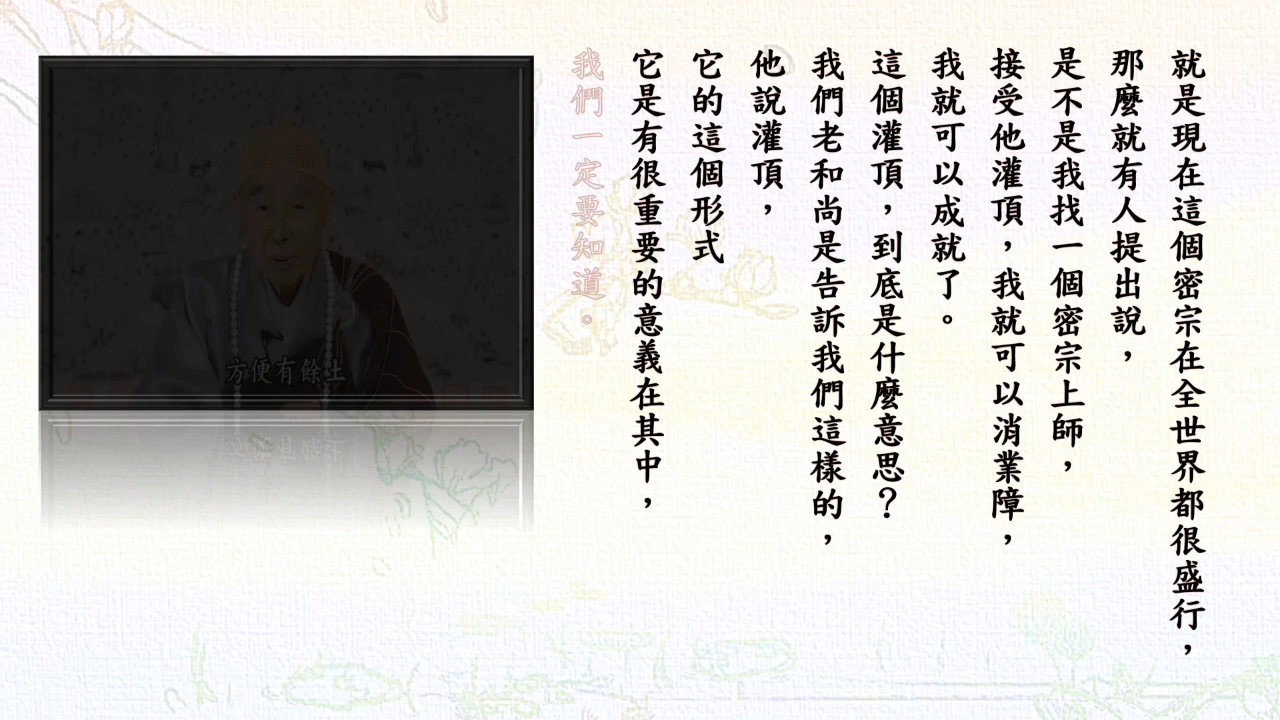 就是現在這個密宗在全世界都很盛行，
那麼就有人提出說，
是不是我找一個密宗上師，
接受他灌頂，我就可以消業障，
我就可以成就了。
這個灌頂，到底是什麼意思？
我們老和尚是告訴我們這樣的，
他說灌頂，
它的這個形式
它是有很重要的意義在其中，
我們一定要知道。
方便有餘土